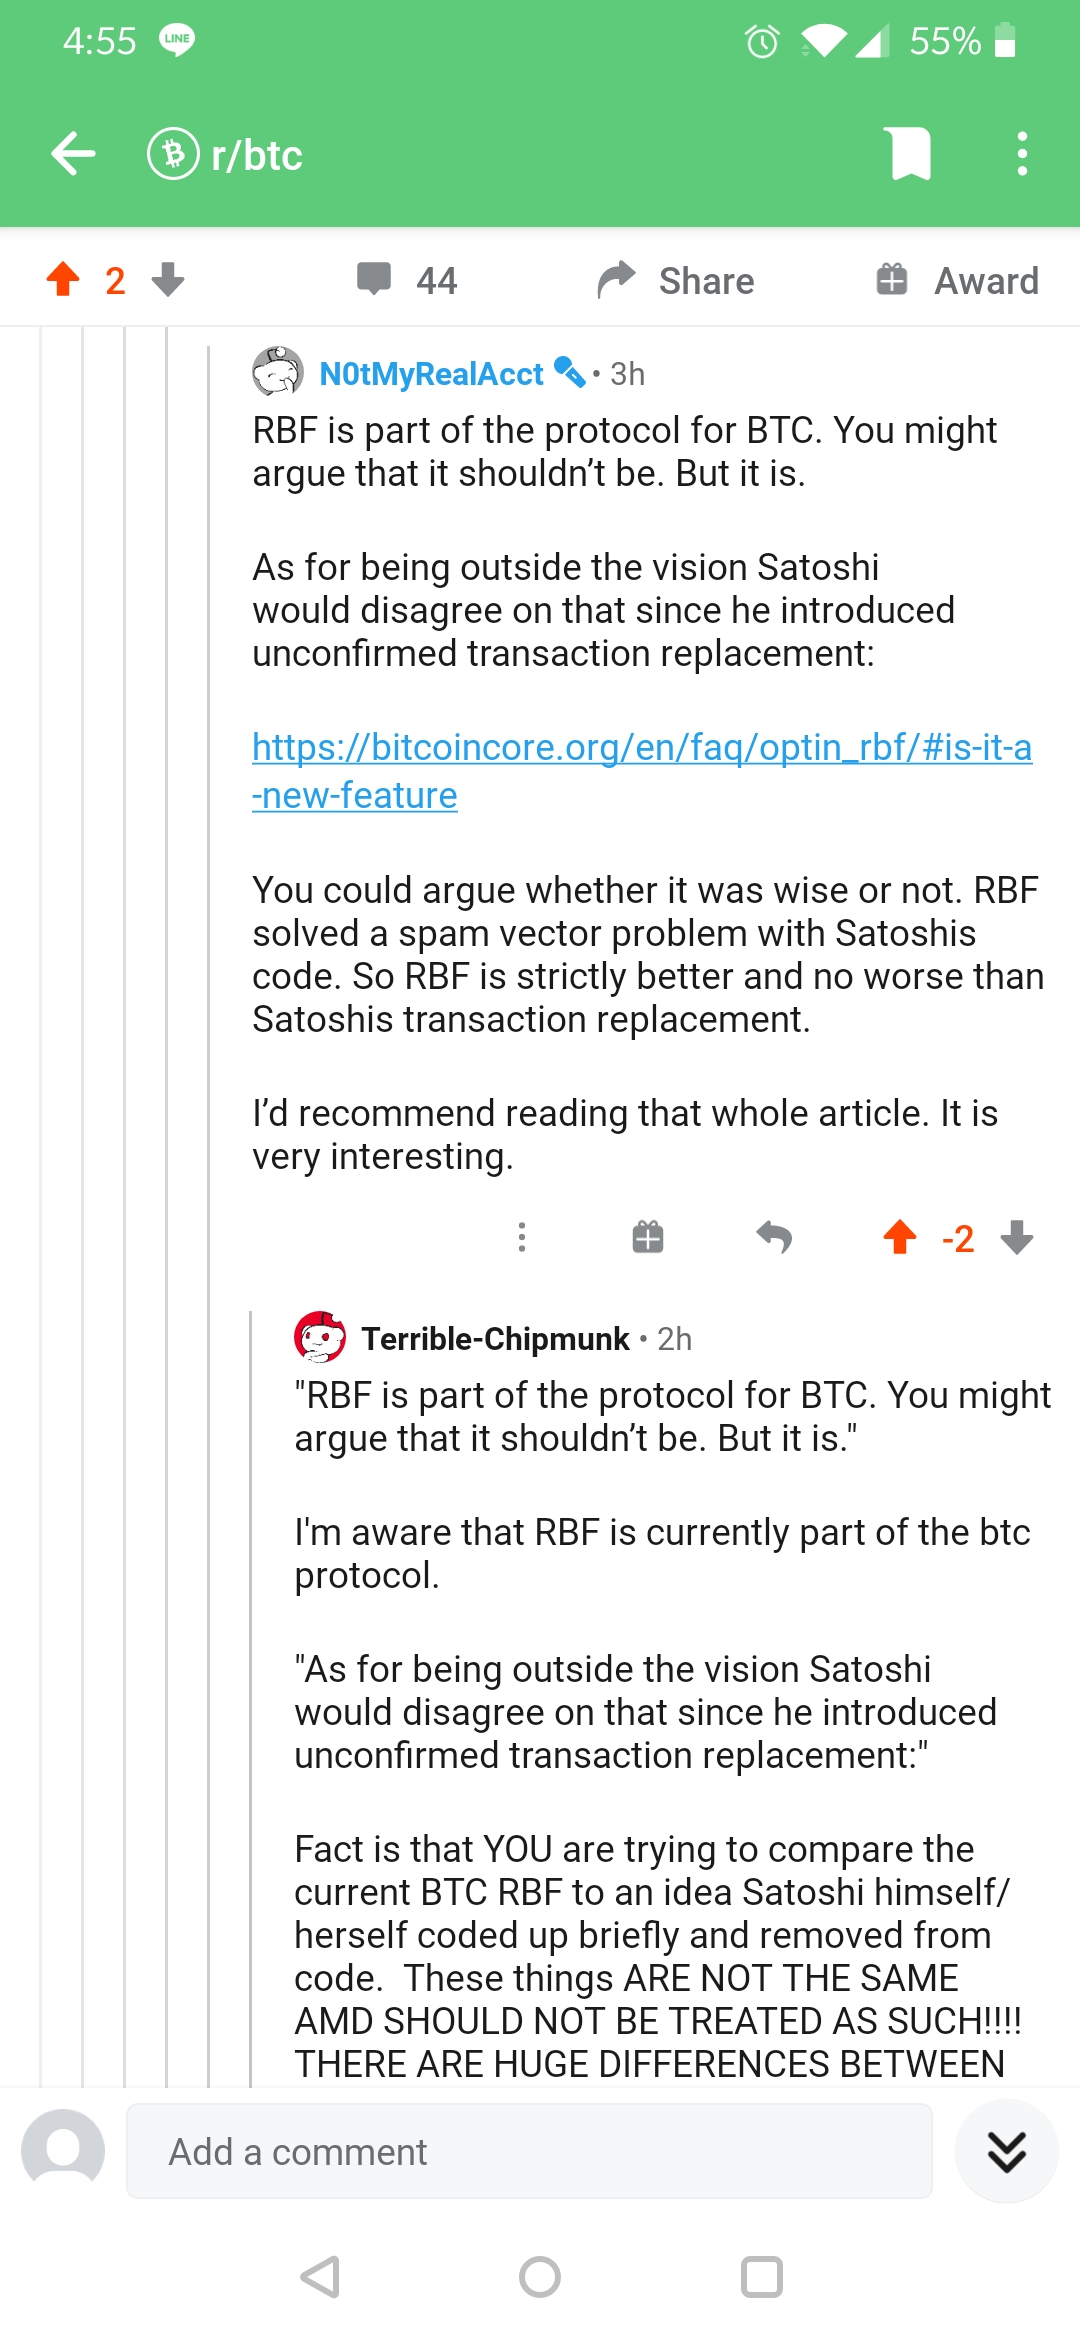 4:55 LINE 55%
r/btc
2 44 Share Award
N0tMyRealAcct • 3h
RBF is part of the protocol for BTC. You might
argue that it shouldn’t be. But it is.
As for being outside the vision Satoshi
would disagree on that since he introduced
unconfirmed transaction replacement:
https://bitcoincore.org/en/faq/optin_rbf/#is-it-a
-new-feature
You could argue whether it was wise or not. RBF
solved a spam vector problem with Satoshis
code. So RBF is strictly better and no worse than
Satoshis transaction replacement.
I’d recommend reading that whole article. It is
very interesting.
-2
Terrible-Chipmunk • 2h
"RBF is part of the protocol for BTC. You might
argue that it shouldn’t be. But it is."
I'm aware that RBF is currently part of the btc
protocol.
"As for being outside the vision Satoshi
would disagree on that since he introduced
unconfirmed transaction replacement:"
Fact is that YOU are trying to compare the
current BTC RBF to an idea Satoshi himself/
herself coded up briefly and removed from
code.  These things ARE NOT THE SAME
AMD SHOULD NOT BE TREATED AS SUCH!!!!
THERE ARE HUGE DIFFERENCES BETWEEN
Add a comment